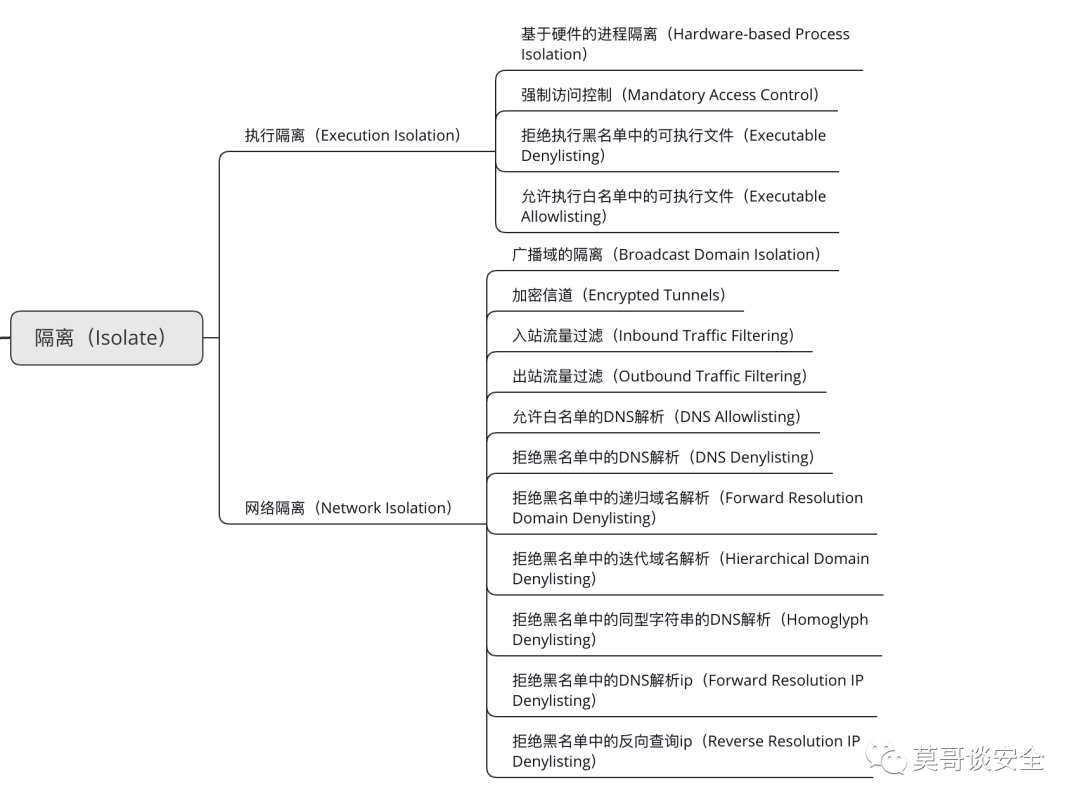 隔离（Isolate）
执行隔离（Execution Isolation）
基于硬件的进程隔离（Hardware-based Process
Isolation）
强制访问控制（Mandatory Access Control）
拒绝执行黑名单中的可执行文件（Executable
Denylisting）
允许执行白名单中的可执行文件（Executable
Allowlisting）
网络隔离（Network Isolation）
广播域的隔离（Broadcast Domain Isolation）
加密信道（Encrypted Tunnels）
入站流量过滤（Inbound Traffic Filtering）
出站流量过滤（Outbound Traffic Filtering）
允许白名单的DNS解析（DNS Allowlisting）
拒绝黑名单中的DNS解析（DNS Denylisting）
拒绝黑名单中的递归域名解析（Forward Resolution
Domain Denylisting）
拒绝黑名单中的迭代域名解析（Hierarchical Domain
Denylisting）
拒绝黑名单中的同型字符串的DNS解析（Homoglyph
Denylisting）
拒绝黑名单中的DNS解析ip（Forward Resolution IP
Denylisting）
拒绝黑名单中的反向查询ip（Reverse Resolution IP
Denylisting）
莫哥谈安全